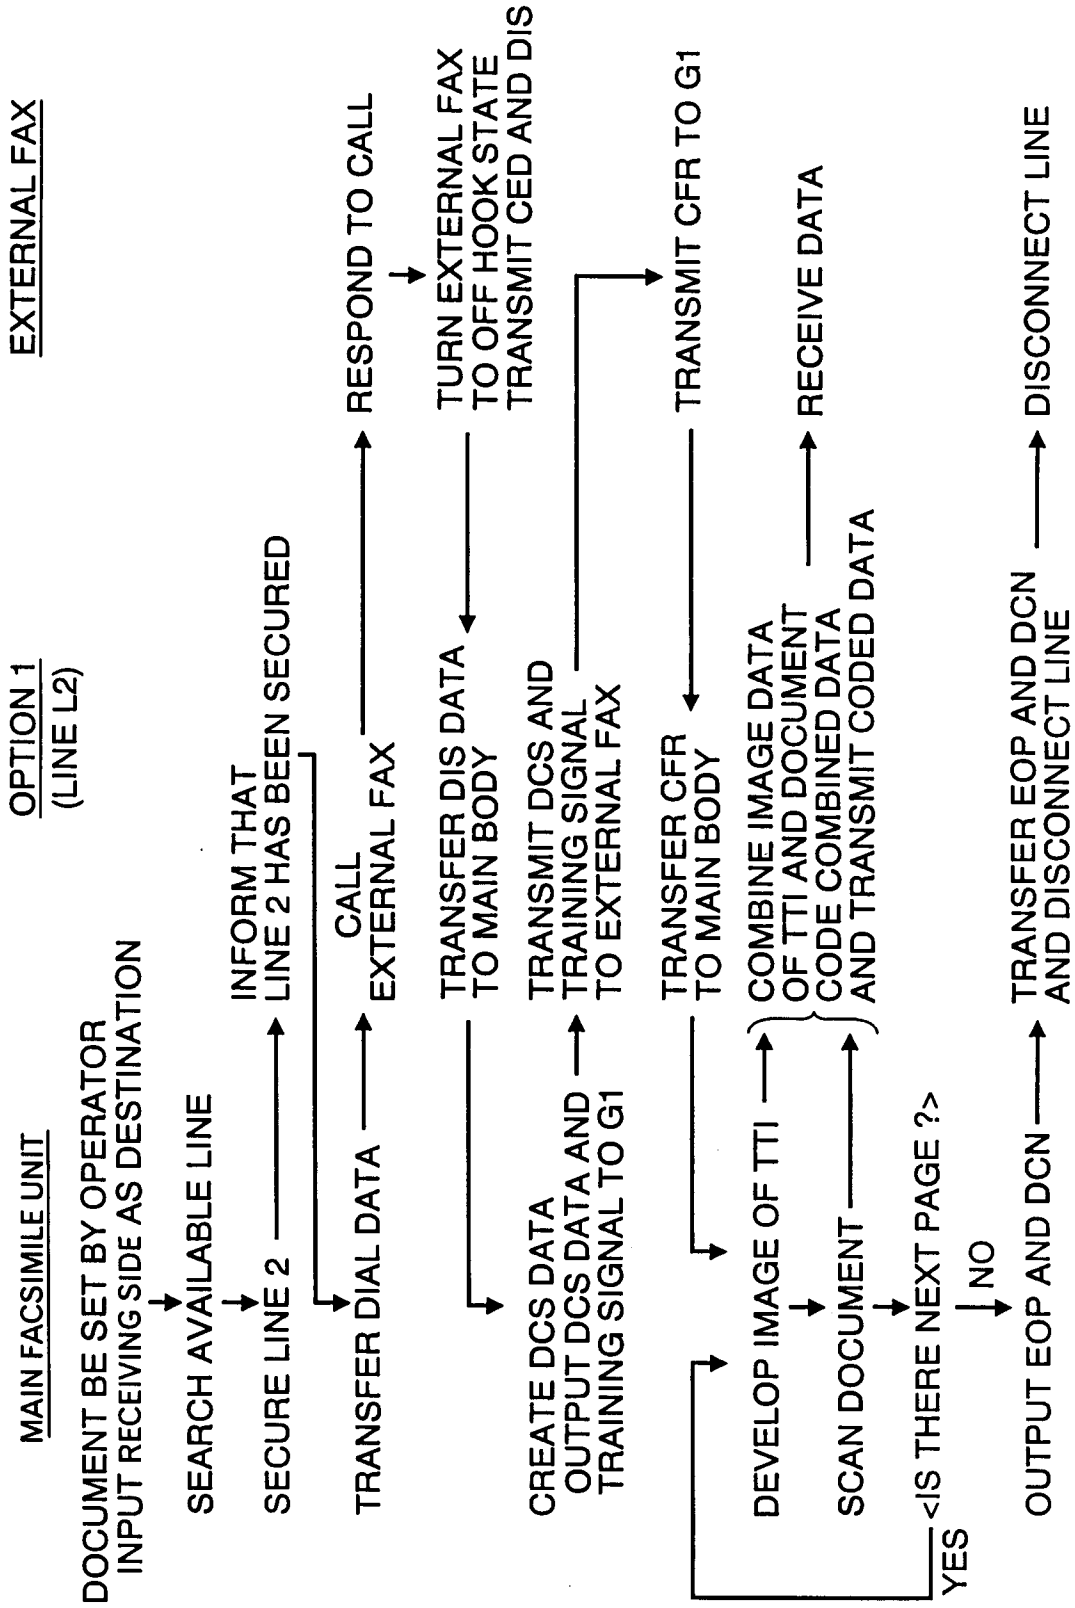 MAIN FACSIMILE UNIT
OPTION 1
(LINE L2)
EXTERNAL FAX
DOCUMENT BE SET BY OPERATOR
INPUT RECEIVING SIDE AS DESTINATION
SEARCH AVAILABLE LINE
SECURE LINE 2
INFORM THAT
LINE 2 HAS BEEN SECURED
TRANSFER DIAL DATA
CALL
EXTERNAL FAX
RESPOND TO CALL
TURN EXTERNAL FAX
TO OFF HOOK STATE
TRANSMIT CED AND DIS
TRANSFER DIS DATA
TO MAIN BODY
CREATE DCS DATA
OUTPUT DCS DATA AND
TRAINING SIGNAL TO G1
TRANSMIT DCS AND
TRAINING SIGNAL
TO EXTERNAL FAX
TRANSMIT CFR TO G1
TRANSFER CFR
TO MAIN BODY
DEVELOP IMAGE OF TTI
SCAN DOCUMENT
COMBINE IMAGE DATA
OF TTI AND DOCUMENT
CODE COMBINED DATA
AND TRANSMIT CODED DATA
RECEIVE DATA
<IS THERE NEXT PAGE ?>
YES
NO
OUTPUT EOP AND DCN
TRANSFER EOP AND DCN
AND DISCONNECT LINE
DISCONNECT LINE